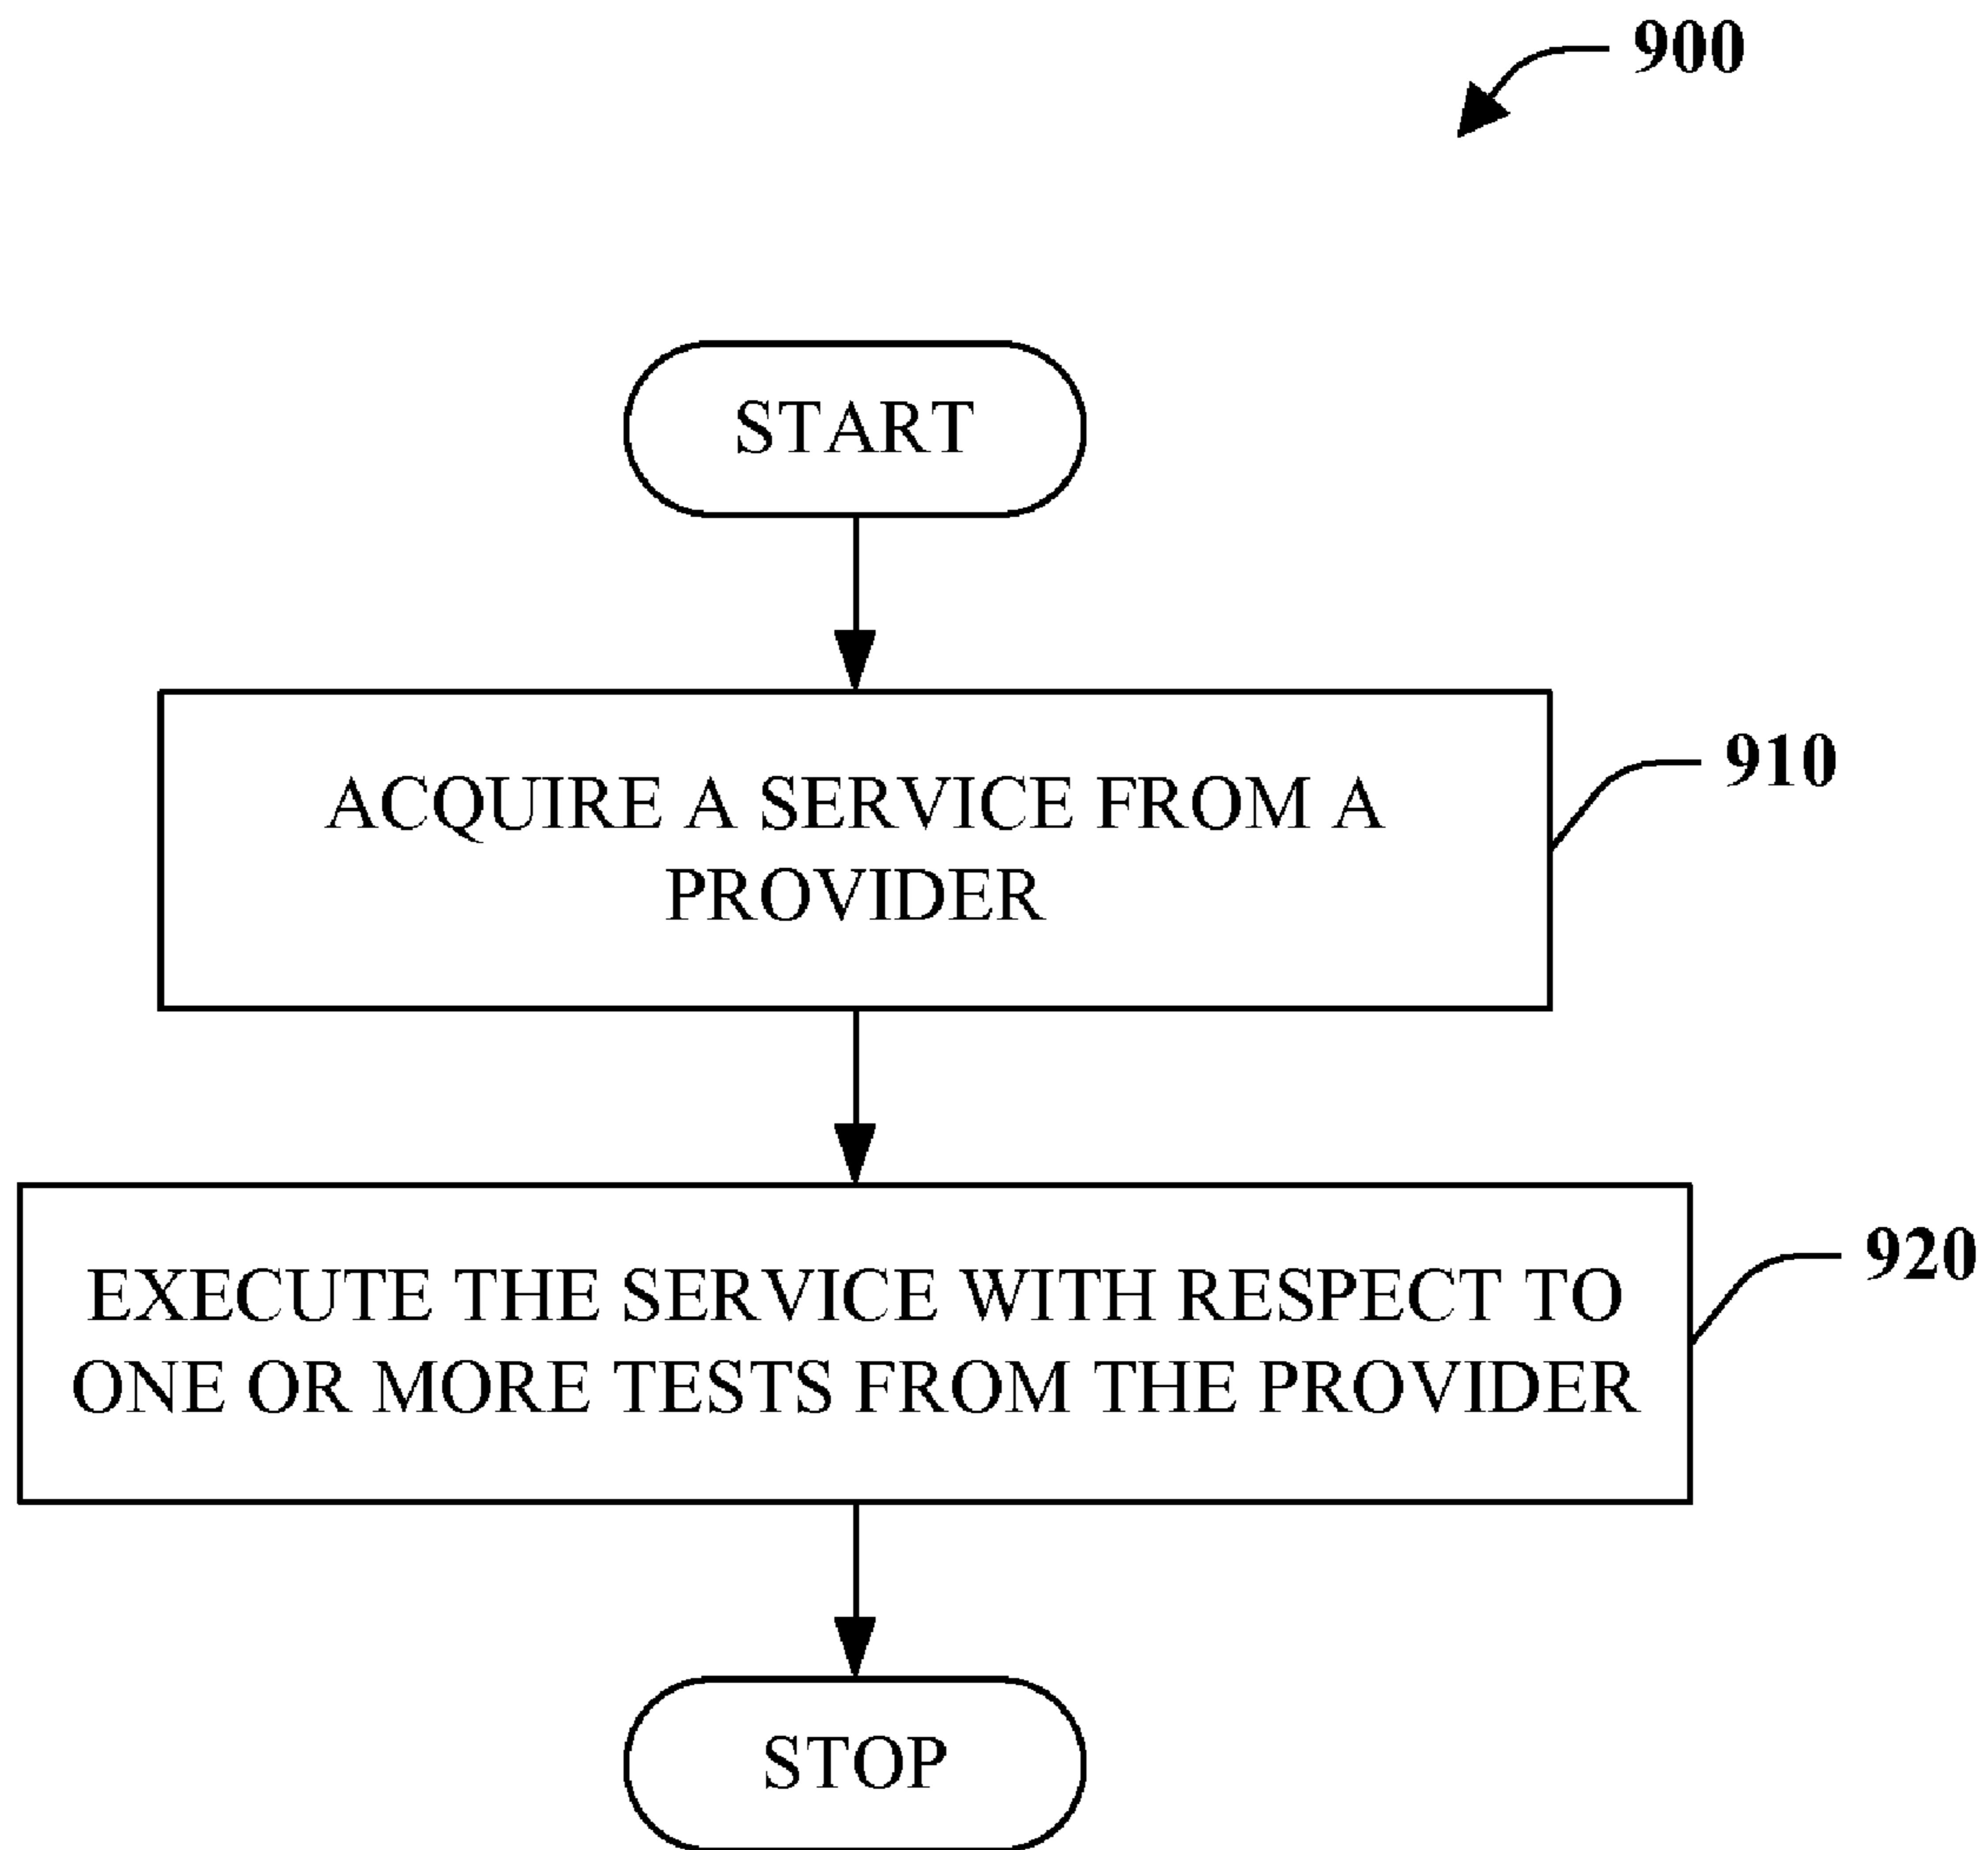 900
START
ACQUIRE A SERVICE FROM A
PROVIDER
910
EXECUTE THE SERVICE WITH RESPECT TO
ONE OR MORE TESTS FROM THE PROVIDER
920
STOP